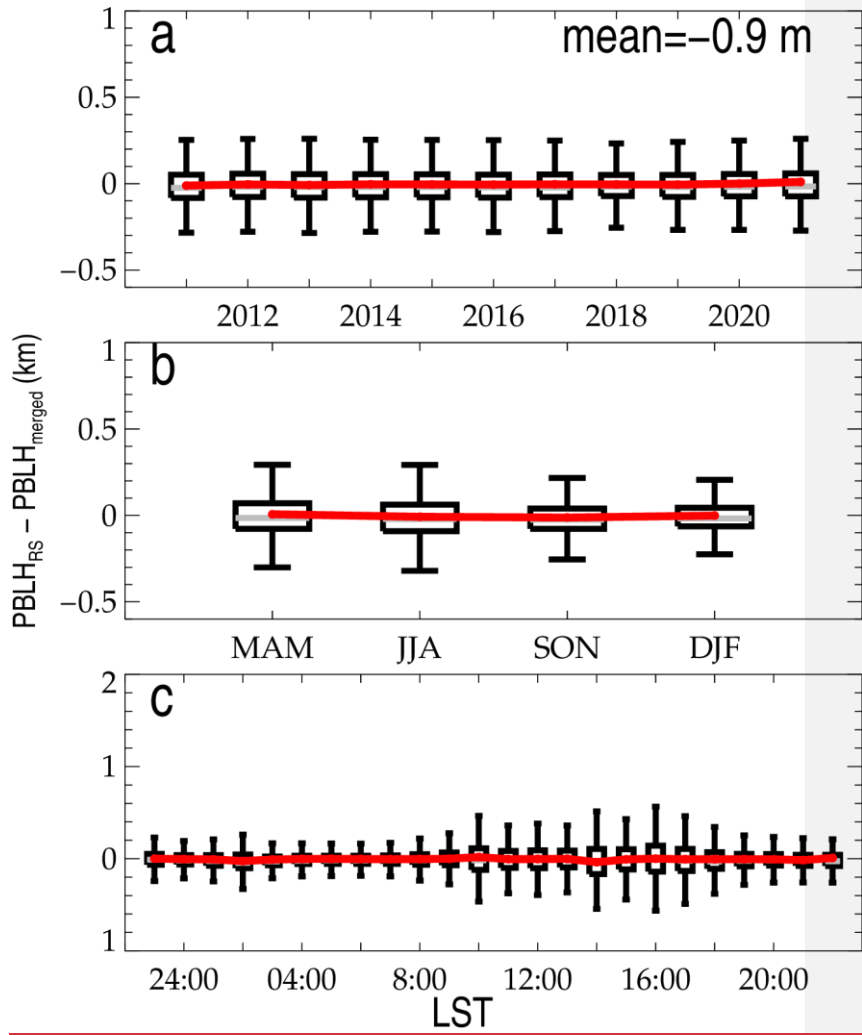 a
mean=−0.9 m
1
0.5
0
−0.5
2012 2014 2016 2018 2020
b
1
0.5
0
−0.5
MAM JJA SON DJF
c
2
1
0
1
24:00 04:00 8:00 12:00 16:00 20:00
LST
PBLH_RS − PBLH_merged (km)